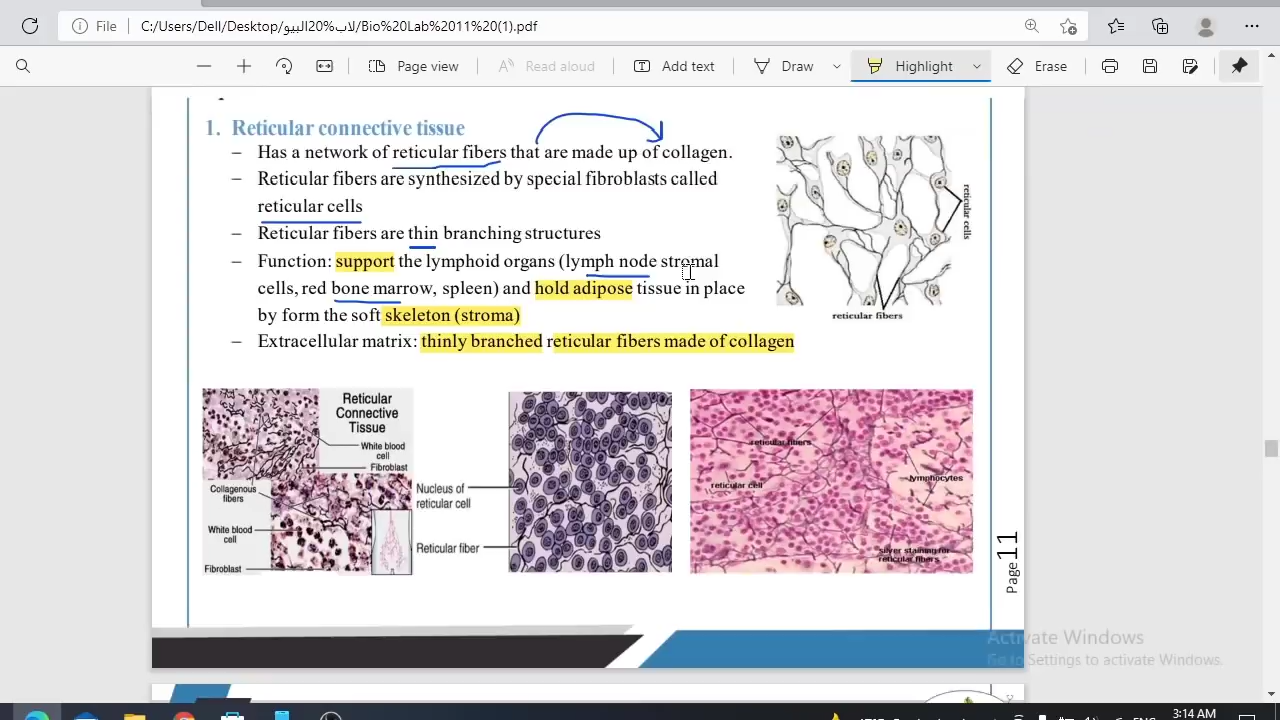 File
C:/Users/Dell/Desktop/لاب%20البيو/Bio%20Lab%2011%20(1).pdf
Page view
Read aloud
Add text
Draw
Highlight
Erase
1. Reticular connective tissue
– Has a network of reticular fibers that are made up of collagen.
– Reticular fibers are synthesized by special fibroblasts called
reticular cells
– Reticular fibers are thin branching structures
– Function: support the lymphoid organs (lymph node stromal
cells, red bone marrow, spleen) and hold adipose tissue in place
by form the soft skeleton (stroma)
– Extracellular matrix: thinly branched reticular fibers made of collagen
reticular cells
reticular fibers
Reticular
Connective
Tissue
White blood
cell
Fibroblast
Collagenous
fibers
White blood
cell
Fibroblast
Nucleus of
reticular cell
Reticular fiber
reticular fibers
reticular cell
lymphocytes
silver staining for
reticular fibers
Page 11
Activate Windows
Go to Settings to activate Windows.
3:14 AM